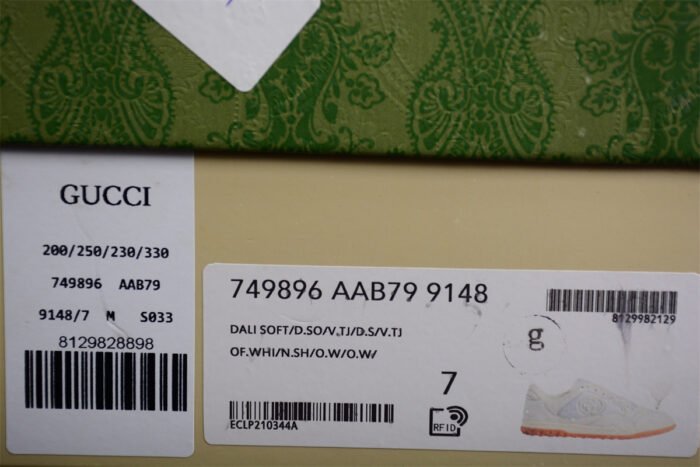 GUCCI
200/250/230/330
749896 AAB79
9148/7 M S033
8129828898
749896 AAB79 9148
8129982129
DALI SOFT/D.SO/V.TJ/D.S/V.TJ
OF.WHI/N.SH/O.W/O.W/
g
7
RFID
ECLP210344A